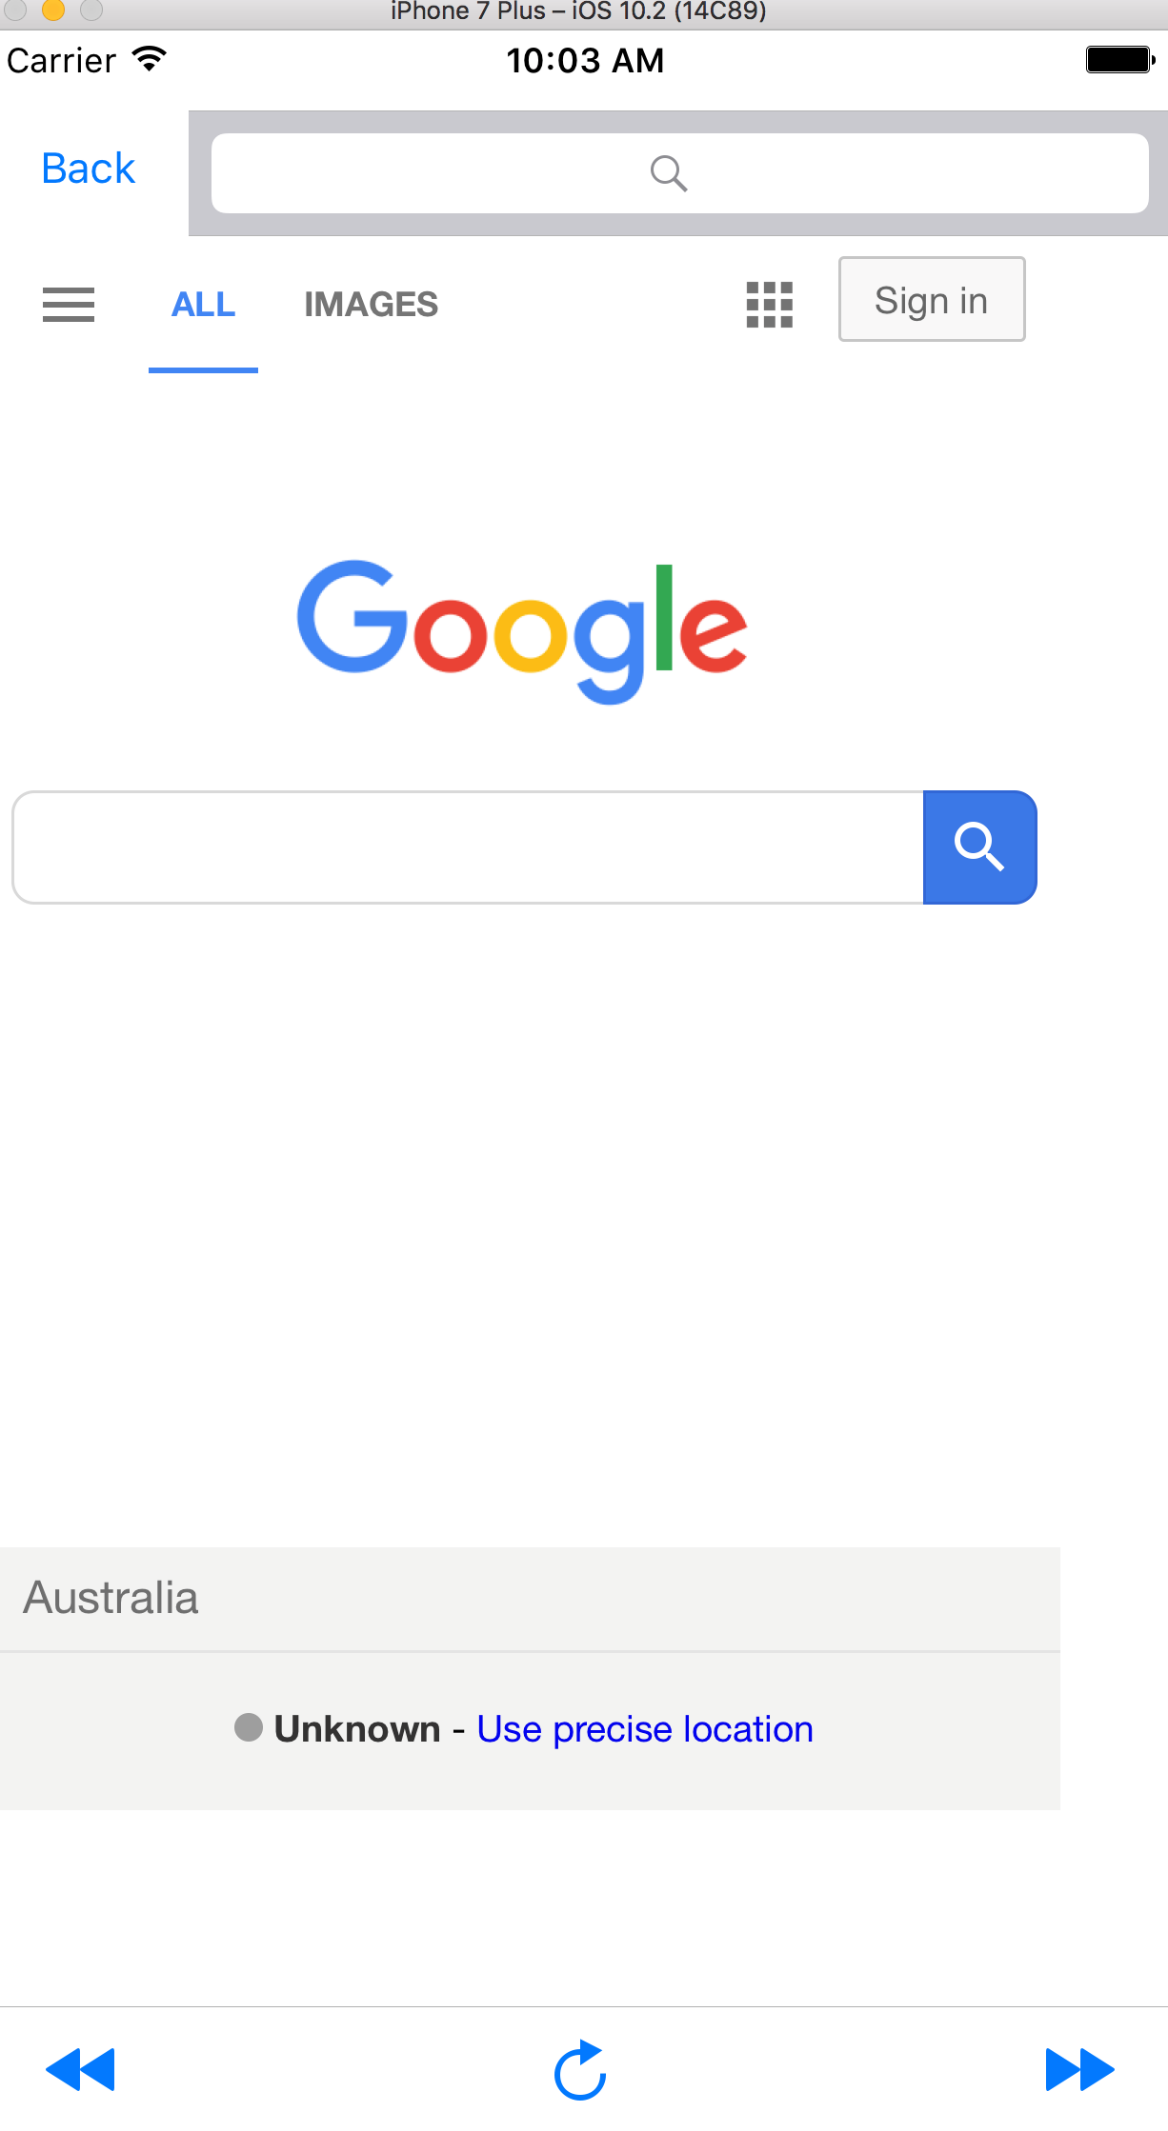 iPhone 7 Plus – iOS 10.2 (14C89)
Carrier 10:03 AM
Back
ALL IMAGES Sign in
Google
Australia
Unknown - Use precise location